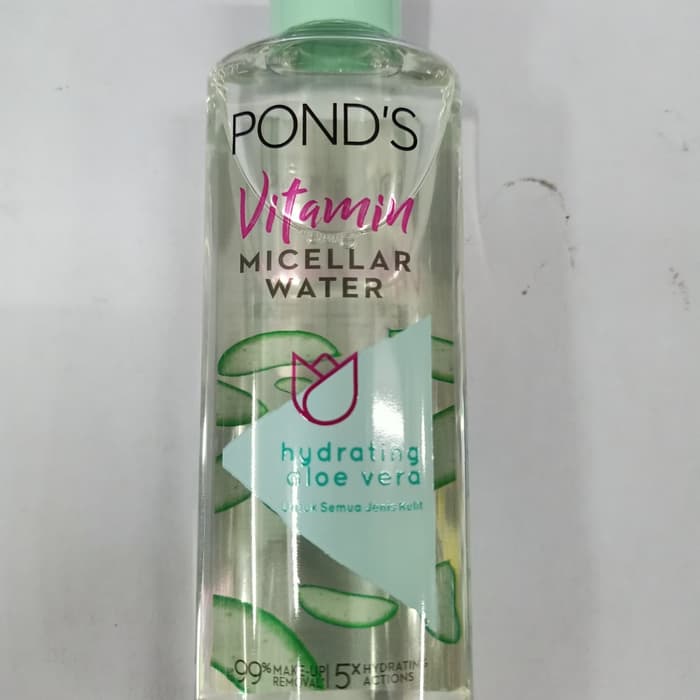 POND'S
Vitamin
MICELLAR
WATER
hydrating
aloe vera
Untuk Semua Jenis Kulit
99% MAKE-UP REMOVAL
5X HYDRATING ACTIONS